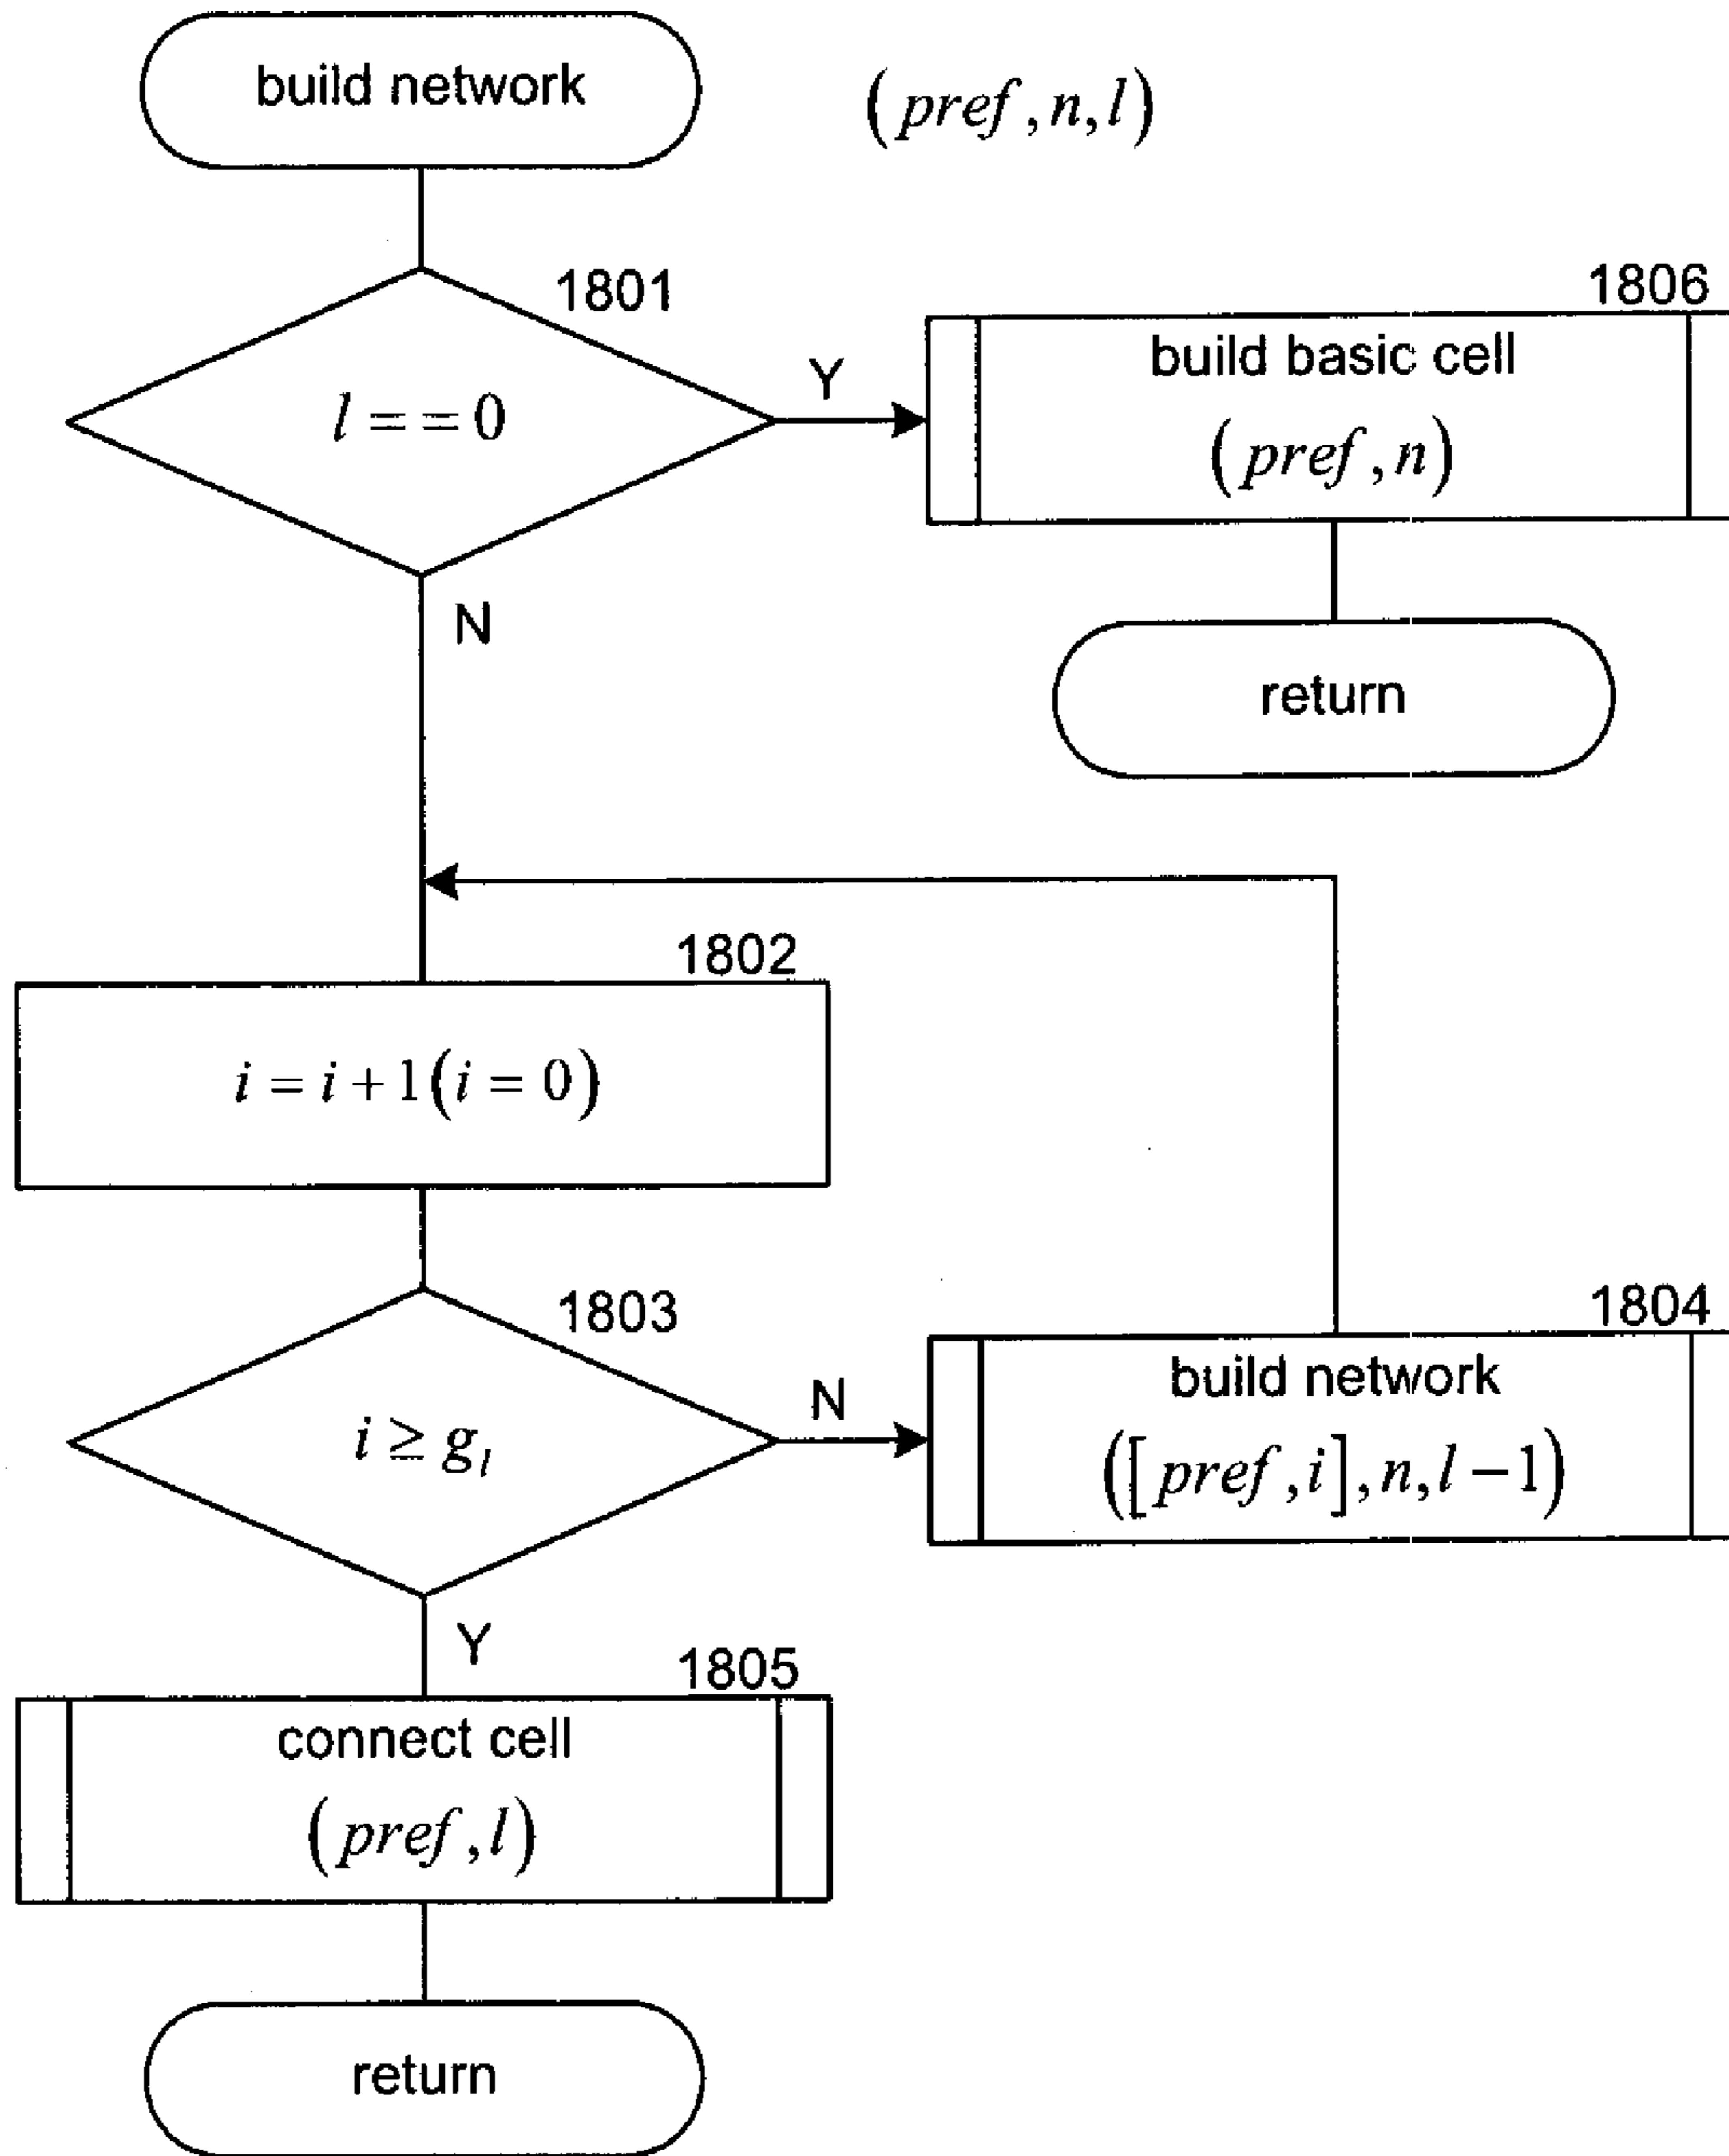 build network
(pref, n, l)
1801
l == 0
Y
N
1806
build basic cell
(pref, n)
return
1802
i = i + 1(i = 0)
1803
i ≥ g_l
N
Y
1804
build network
([pref, i], n, l − 1)
1805
connect cell
(pref, l)
return